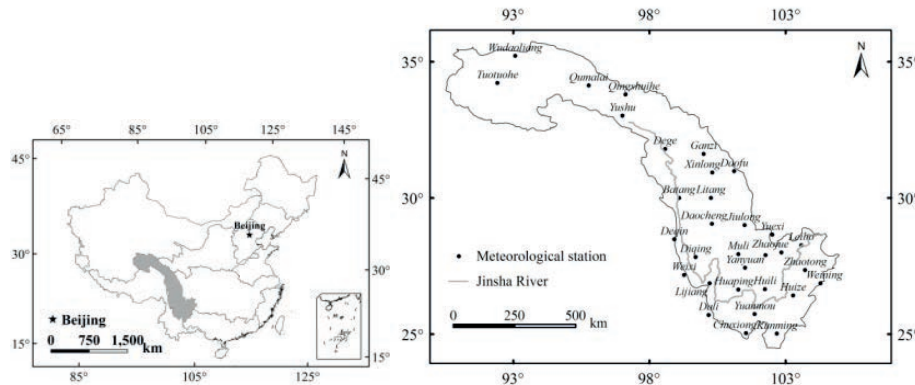 65° 85° 105° 125° 145°
45°
30°
15°
45°
30°
15°
85° 105° 125°
N
Beijing
Beijing
0 750 1,500 km
93° 98° 103°
35°
30°
25°
35°
30°
25°
93° 98° 103°
N
Wudaoliang
Tuotuohe
Qumalai
Qingshuihe
Yushu
Dege
Ganzi
Xinlong
Daofu
Batang
Litang
Daocheng
Jiulong
Deqin
Yuexi
Leibo
Muli
Zhaojue
Deqing
Weixi
Yanyuan
Zhaotong
Weining
Lijiang
Huaping
Huili
Huize
Dali
Yuanmou
Chuxiong
Kunming
Meteorological station
Jinsha River
0 250 500
km